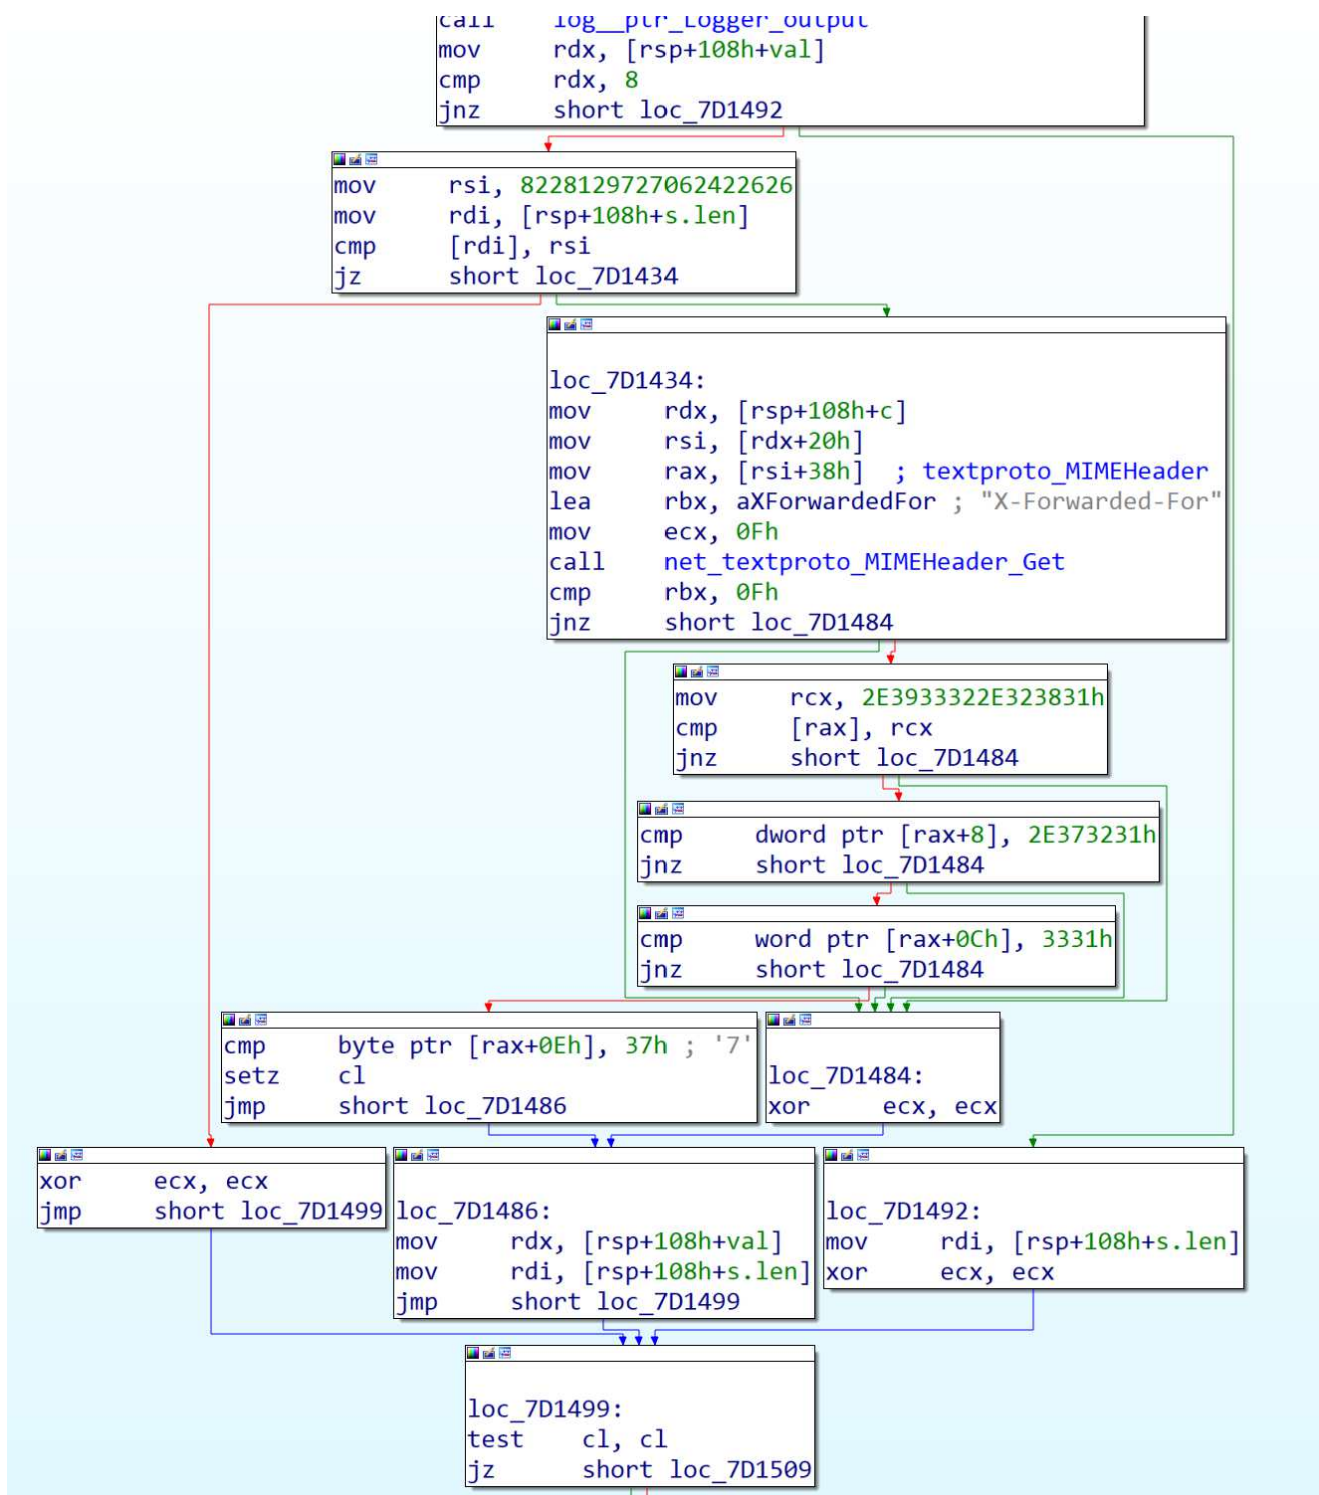 call log__ptr_Logger_output
mov rdx, [rsp+108h+val]
cmp rdx, 8
jnz short loc_7D1492
mov rsi, 8228129727062422626
mov rdi, [rsp+108h+s.len]
cmp [rdi], rsi
jz short loc_7D1434
loc_7D1434:
mov rdx, [rsp+108h+c]
mov rsi, [rdx+20h]
mov rax, [rsi+38h] ; textproto_MIMEHeader
lea rbx, aXForwardedFor ; "X-Forwarded-For"
mov ecx, 0Fh
call net_textproto_MIMEHeader_Get
cmp rbx, 0Fh
jnz short loc_7D1484
mov rcx, 2E3933322E323831h
cmp [rax], rcx
jnz short loc_7D1484
cmp dword ptr [rax+8], 2E373231h
jnz short loc_7D1484
cmp word ptr [rax+0Ch], 3331h
jnz short loc_7D1484
cmp byte ptr [rax+0Eh], 37h ; '7'
setz cl
jmp short loc_7D1486
loc_7D1484:
xor ecx, ecx
xor ecx, ecx
jmp short loc_7D1499
loc_7D1486:
mov rdx, [rsp+108h+val]
mov rdi, [rsp+108h+s.len]
jmp short loc_7D1499
loc_7D1492:
mov rdi, [rsp+108h+s.len]
xor ecx, ecx
loc_7D1499:
test cl, cl
jz short loc_7D1509